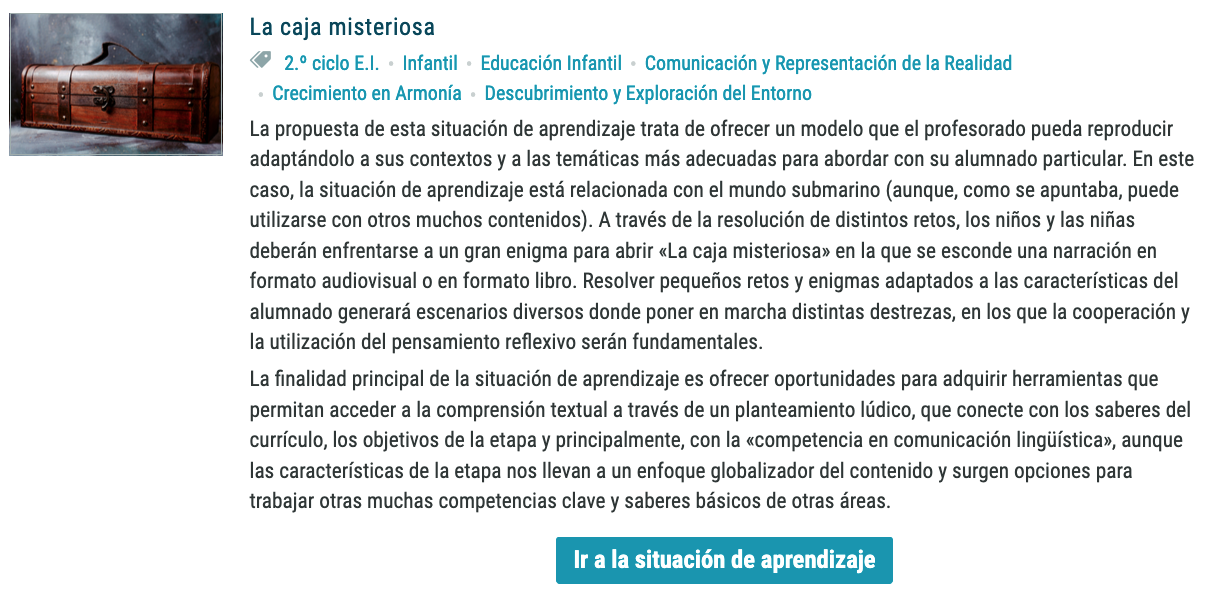 La caja misteriosa
2.º ciclo E.I. • Infantil • Educación Infantil • Comunicación y Representación de la Realidad
• Crecimiento en Armonía • Descubrimiento y Exploración del Entorno
La propuesta de esta situación de aprendizaje trata de ofrecer un modelo que el profesorado pueda reproducir
adaptándolo a sus contextos y a las temáticas más adecuadas para abordar con su alumnado particular. En este
caso, la situación de aprendizaje está relacionada con el mundo submarino (aunque, como se apuntaba, puede
utilizarse con otros muchos contenidos). A través de la resolución de distintos retos, los niños y las niñas
deberán enfrentarse a un gran enigma para abrir «La caja misteriosa» en la que se esconde una narración en
formato audiovisual o en formato libro. Resolver pequeños retos y enigmas adaptados a las características del
alumnado generará escenarios diversos donde poner en marcha distintas destrezas, en los que la cooperación y
la utilización del pensamiento reflexivo serán fundamentales.
La finalidad principal de la situación de aprendizaje es ofrecer oportunidades para adquirir herramientas que
permitan acceder a la comprensión textual a través de un planteamiento lúdico, que conecte con los saberes del
currículo, los objetivos de la etapa y principalmente, con la «competencia en comunicación lingüística», aunque
las características de la etapa nos llevan a un enfoque globalizador del contenido y surgen opciones para
trabajar otras muchas competencias clave y saberes básicos de otras áreas.
Ir a la situación de aprendizaje